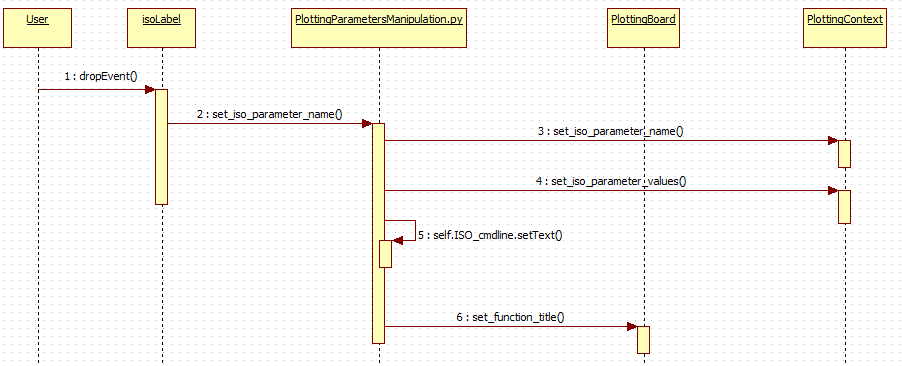 User
isoLabel
PlottingParametersManipulation.py
PlottingBoard
PlottingContext
1 : dropEvent()
2 : set_iso_parameter_name()
3 : set_iso_parameter_name()
4 : set_iso_parameter_values()
5 : self.ISO_cmdline.setText()
6 : set_function_title()